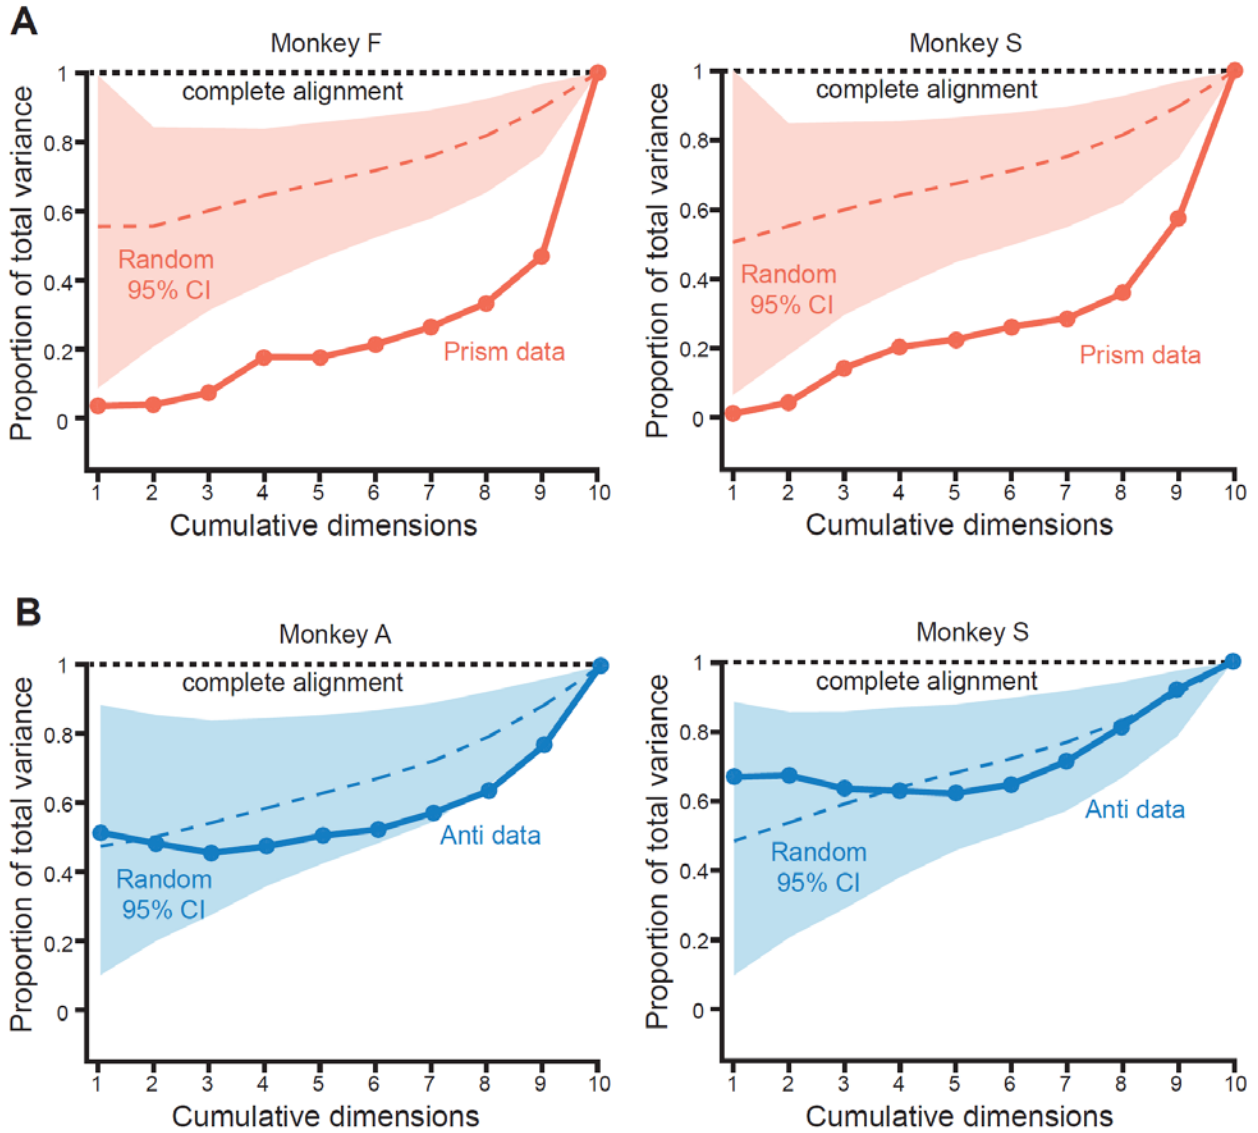 A
Monkey F
Proportion of total variance
1
0.8
0.6
0.4
0.2
0
complete alignment
Random
95% CI
Prism data
1 2 3 4 5 6 7 8 9 10
Cumulative dimensions
Monkey S
Proportion of total variance
1
0.8
0.6
0.4
0.2
0
complete alignment
Random
95% CI
Prism data
1 2 3 4 5 6 7 8 9 10
Cumulative dimensions
B
Monkey A
Proportion of total variance
1
0.8
0.6
0.4
0.2
0
complete alignment
Anti data
Random
95% CI
1 2 3 4 5 6 7 8 9 10
Cumulative dimensions
Monkey S
Proportion of total variance
1
0.8
0.6
0.4
0.2
0
complete alignment
Anti data
Random
95% CI
1 2 3 4 5 6 7 8 9 10
Cumulative dimensions